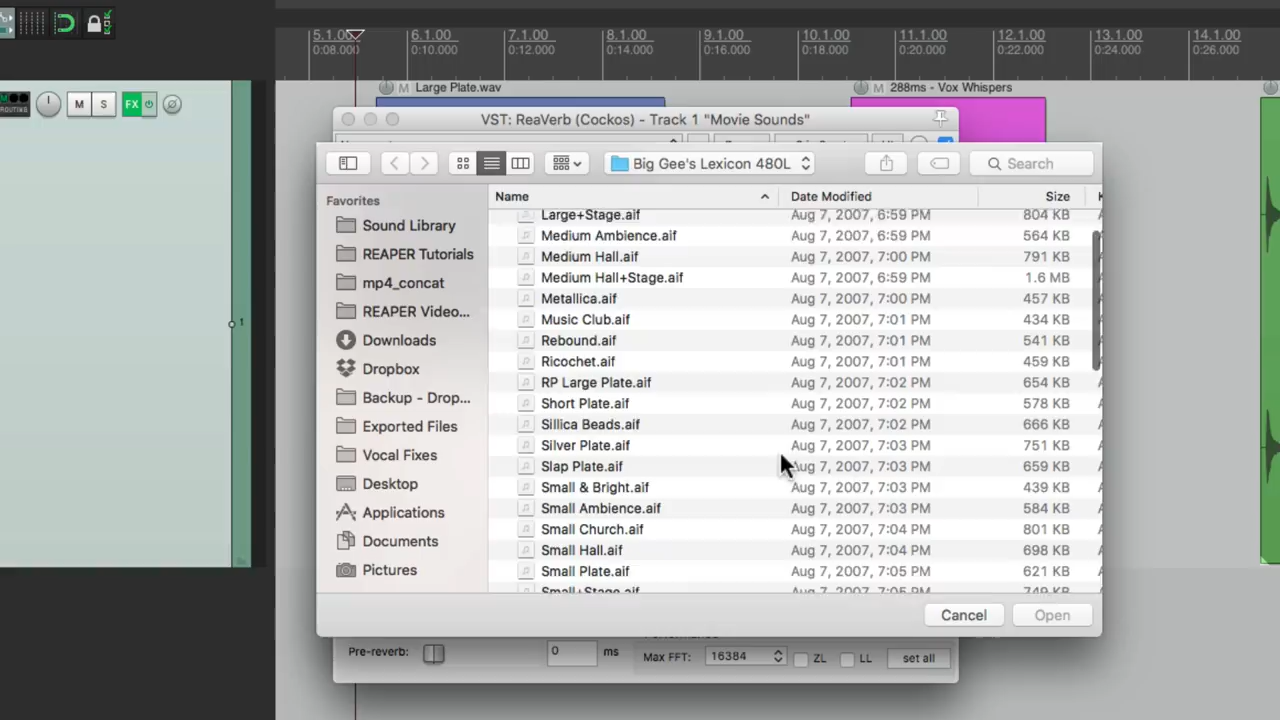 5.1.00 6.1.00 7.1.00 8.1.00 9.1.00 10.1.00 11.1.00 12.1.00 13.1.00 14.1.00
0:08.000 0:10.000 0:12.000 0:14.000 0:16.000 0:18.000 0:20.000 0:22.000 0:24.000 0:26.000
M Large Plate.wav M 288ms - Vox Whispers
ROUTING M S FX
VST: ReaVerb (Cockos) - Track 1 "Movie Sounds"
Big Gee's Lexicon 480L Search
Favorites
Sound Library
REAPER Tutorials
mp4_concat
REAPER Video...
Downloads
Dropbox
Backup - Drop...
Exported Files
Vocal Fixes
Desktop
Applications
Documents
Pictures
Name Date Modified Size
Large+Stage.aif Aug 7, 2007, 6:59 PM 804 KB
Medium Ambience.aif Aug 7, 2007, 6:59 PM 564 KB
Medium Hall.aif Aug 7, 2007, 7:00 PM 791 KB
Medium Hall+Stage.aif Aug 7, 2007, 6:59 PM 1.6 MB
Metallica.aif Aug 7, 2007, 7:00 PM 457 KB
Music Club.aif Aug 7, 2007, 7:01 PM 434 KB
Rebound.aif Aug 7, 2007, 7:01 PM 541 KB
Ricochet.aif Aug 7, 2007, 7:01 PM 459 KB
RP Large Plate.aif Aug 7, 2007, 7:02 PM 654 KB
Short Plate.aif Aug 7, 2007, 7:02 PM 578 KB
Sillica Beads.aif Aug 7, 2007, 7:02 PM 666 KB
Silver Plate.aif Aug 7, 2007, 7:03 PM 751 KB
Slap Plate.aif Aug 7, 2007, 7:03 PM 659 KB
Small & Bright.aif Aug 7, 2007, 7:03 PM 439 KB
Small Ambience.aif Aug 7, 2007, 7:03 PM 584 KB
Small Church.aif Aug 7, 2007, 7:04 PM 801 KB
Small Hall.aif Aug 7, 2007, 7:04 PM 698 KB
Small Plate.aif Aug 7, 2007, 7:05 PM 621 KB
Small+Stage.aif Aug 7, 2007, 7:05 PM 749 KB
1
Cancel Open
Pre-reverb: 0 ms Max FFT: 16384 ZL LL set all